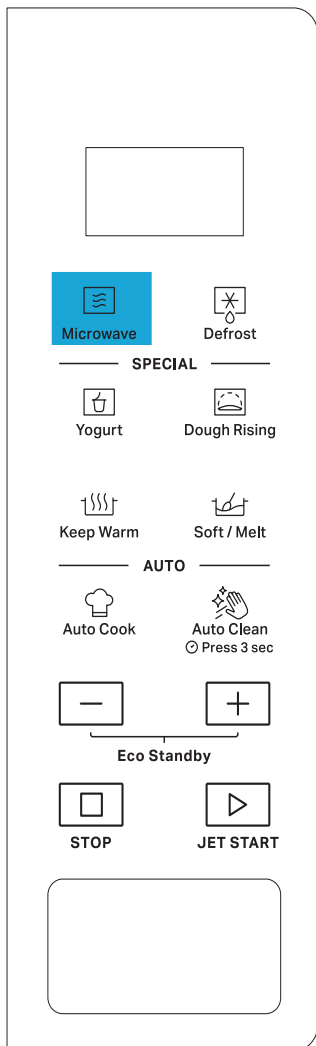 Microwave Defrost
SPECIAL
Yogurt Dough Rising
Keep Warm Soft / Melt
AUTO
Auto Cook Auto Clean
Press 3 sec
Eco Standby
STOP JET START